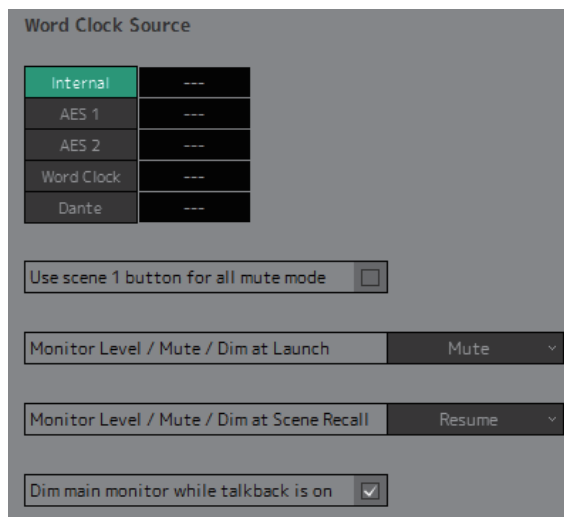 Word Clock Source
Internal ---
AES 1 ---
AES 2 ---
Word Clock ---
Dante ---
Use scene 1 button for all mute mode
Monitor Level / Mute / Dim at Launch Mute
Monitor Level / Mute / Dim at Scene Recall Resume
Dim main monitor while talkback is on